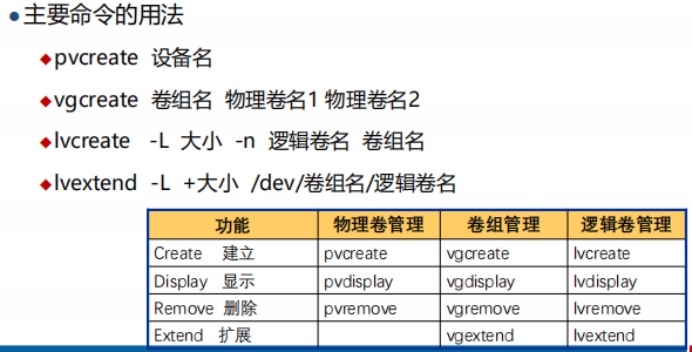 主要命令的用法
pvcreate 设备名
vgcreate 卷组名 物理卷名1 物理卷名2
lvcreate -L 大小 -n 逻辑卷名 卷组名
lvextend -L +大小 /dev/卷组名/逻辑卷名
功能 物理卷管理 卷组管理 逻辑卷管理
Create 建立 pvcreate vgcreate lvcreate
Display 显示 pvdisplay vgdisplay lvdisplay
Remove 删除 pvremove vgremove lvremove
Extend 扩展 vgextend lvextend